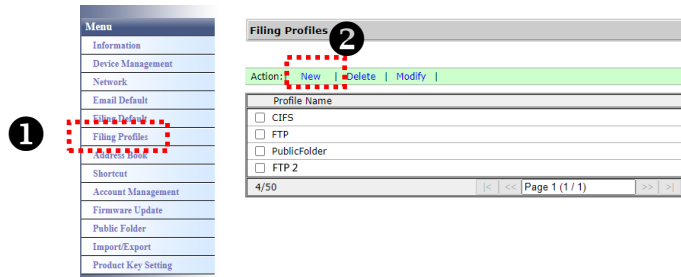 Menu
Information
Device Management
Network
Email Default
Filing Default
Filing Profiles
Address Book
Shortcut
Account Management
Firmware Update
Public Folder
Import/Export
Product Key Setting
1
Filing Profiles
2
Action: | New | Delete | Modify |
Profile Name
CIFS
FTP
PublicFolder
FTP 2
4/50 |< << Page 1 (1 / 1) >> >|